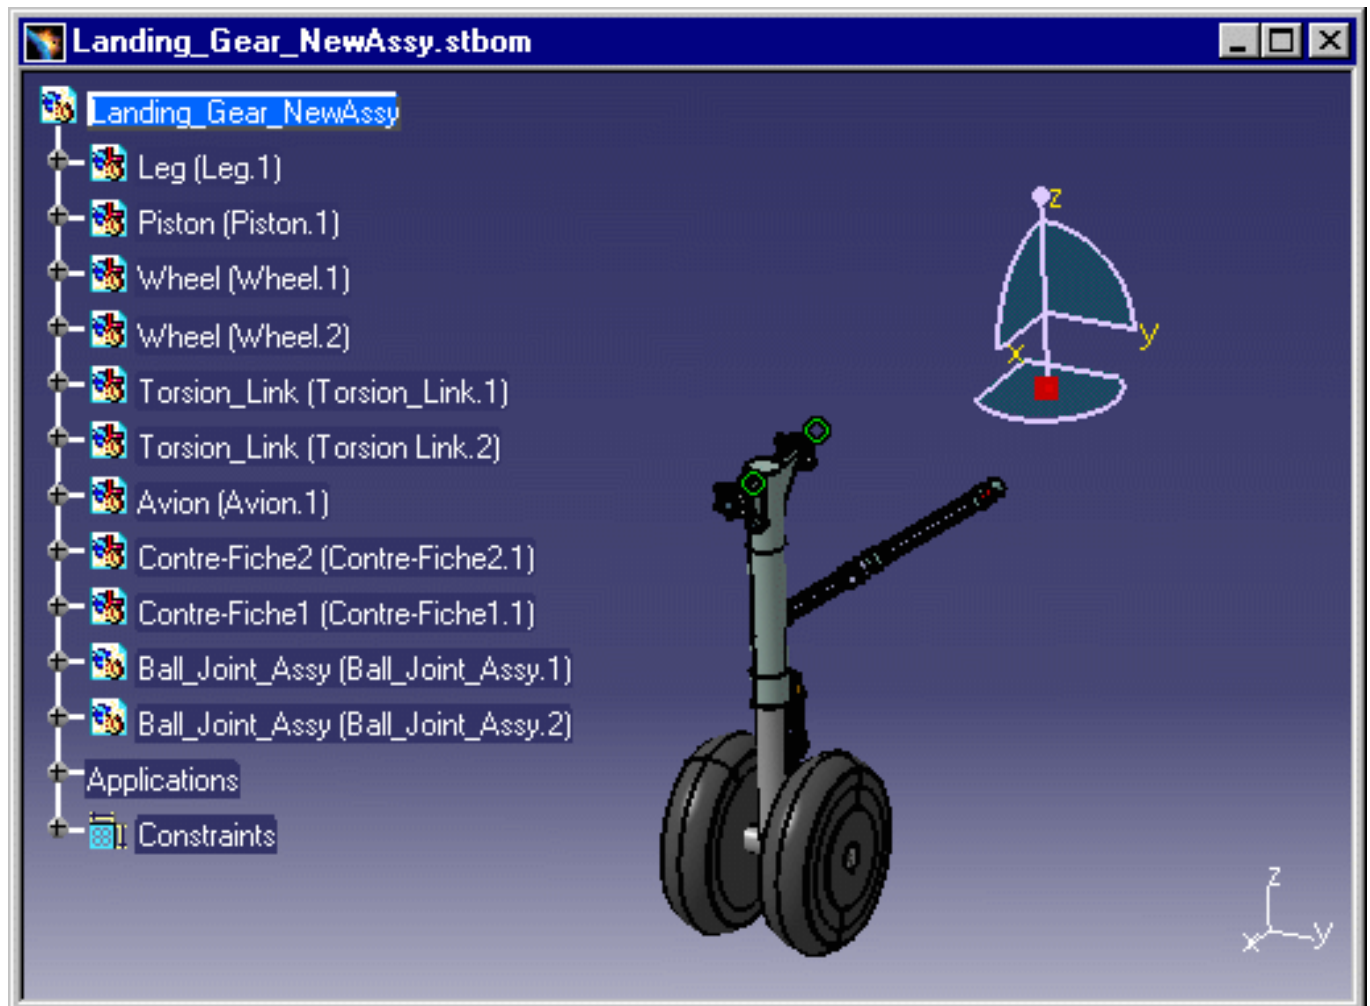 Landing_Gear_NewAssy.stbom
Landing_Gear_NewAssy
Leg (Leg.1)
Piston (Piston.1)
Wheel (Wheel.1)
Wheel (Wheel.2)
Torsion_Link (Torsion_Link.1)
Torsion_Link (Torsion Link.2)
Avion (Avion.1)
Contre-Fiche2 (Contre-Fiche2.1)
Contre-Fiche1 (Contre-Fiche1.1)
Ball_Joint_Assy (Ball_Joint_Assy.1)
Ball_Joint_Assy (Ball_Joint_Assy.2)
Applications
Constraints
z
y
x
z
x
y